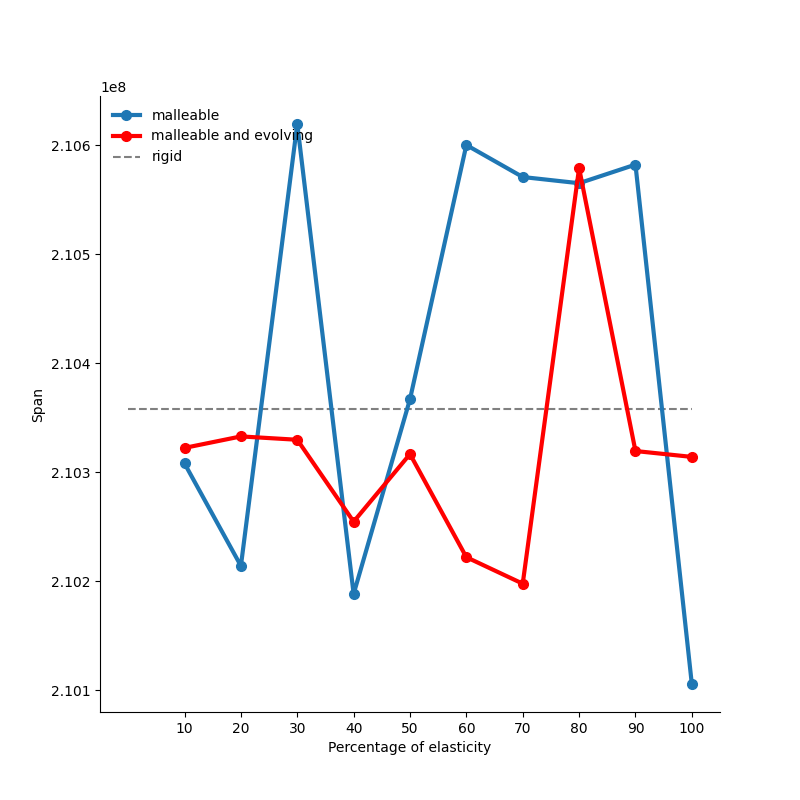 1e8
malleable
malleable and evolving
rigid
2.106
2.105
2.104
2.103
2.102
2.101
Span
10 20 30 40 50 60 70 80 90 100
Percentage of elasticity